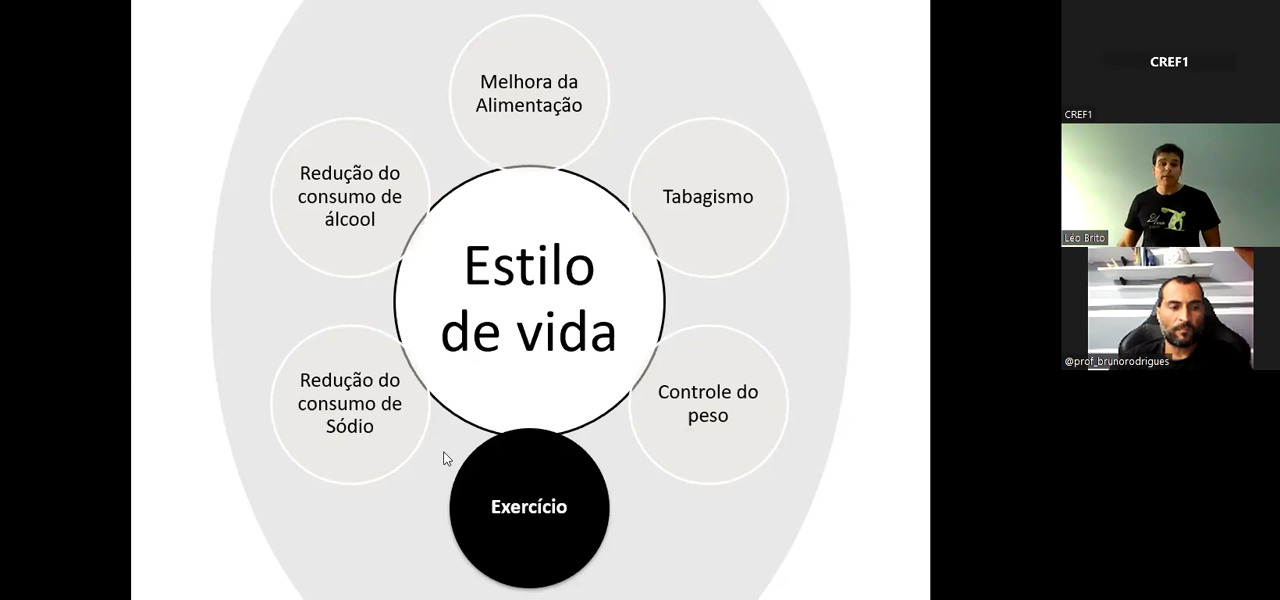 Melhora da
Alimentação
Redução do
consumo de
álcool
Tabagismo
Estilo
de vida
Redução do
consumo de
Sódio
Controle do
peso
Exercício
CREF1
CREF1
Léo Brito
@prof_brunorodrigues